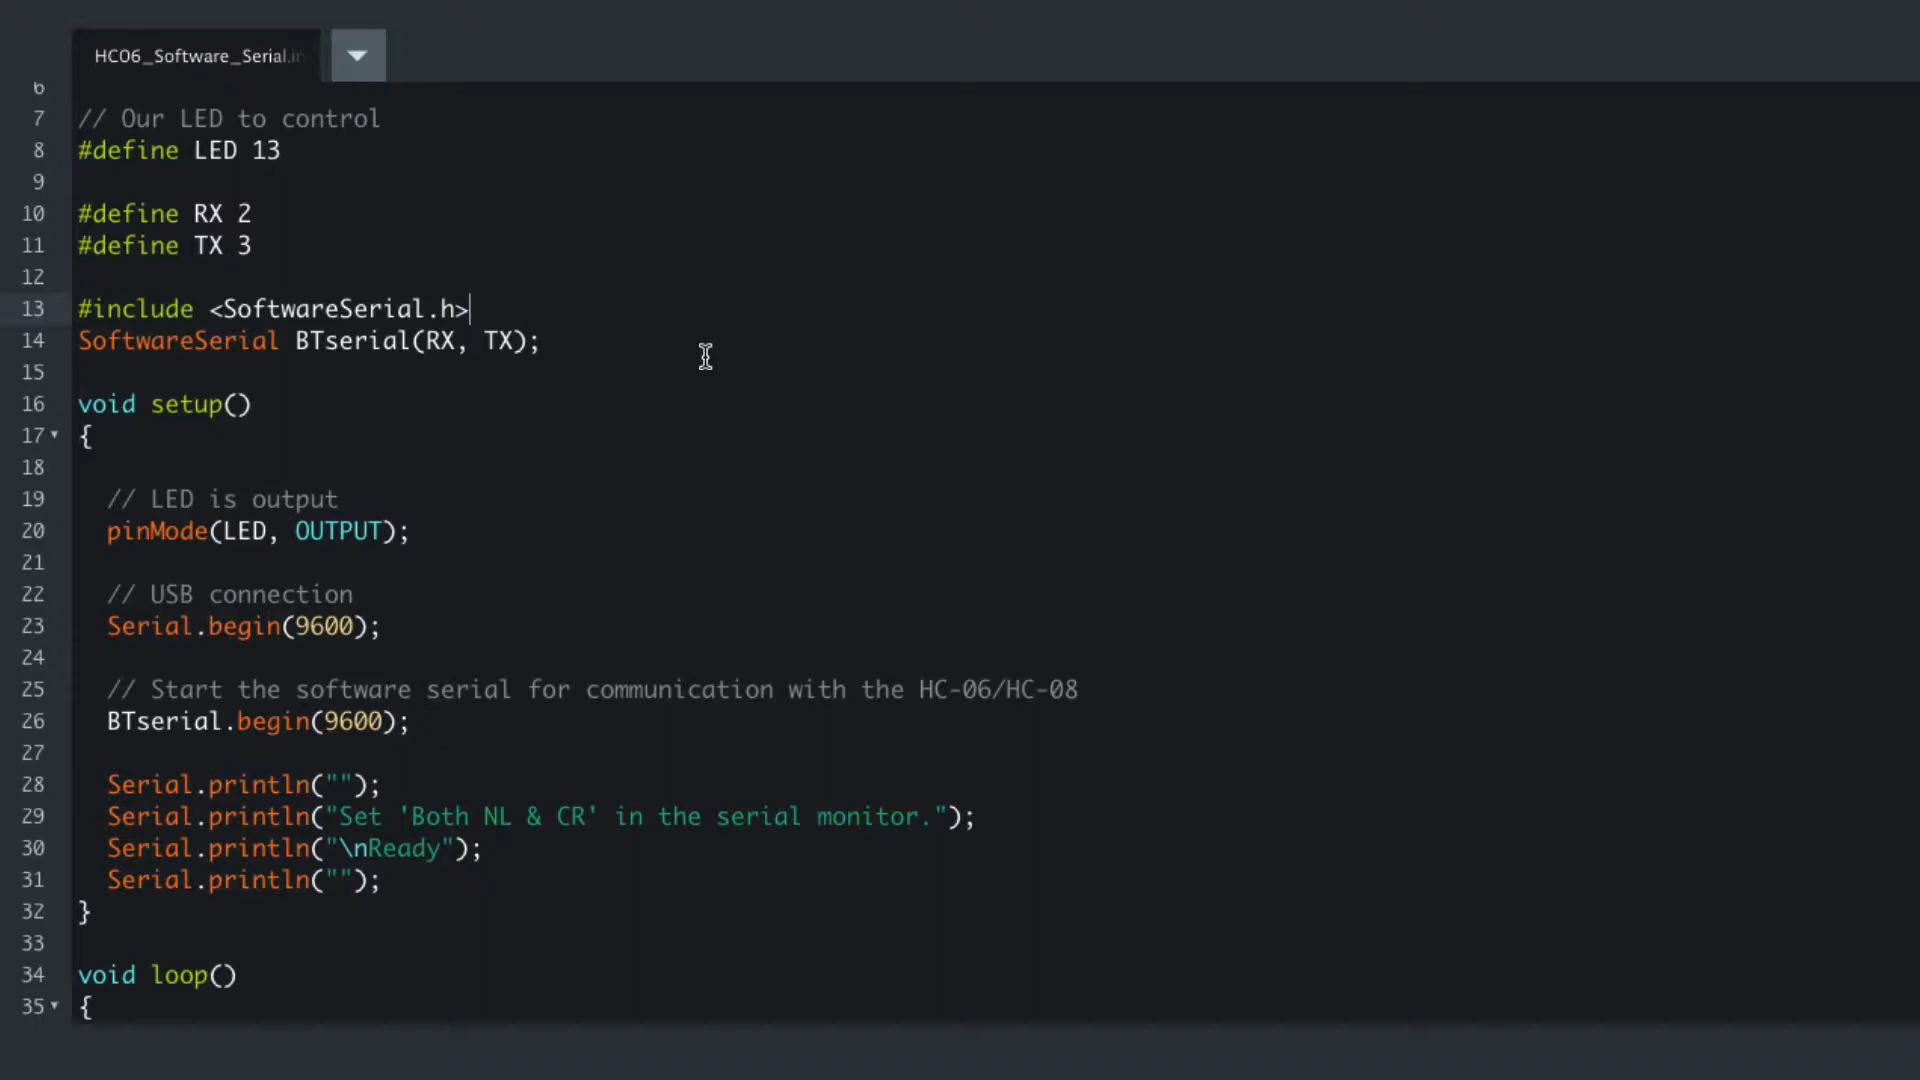 HC06_Software_Serial.in
6
7 // Our LED to control
8 #define LED 13
9
10 #define RX 2
11 #define TX 3
12
13 #include <SoftwareSerial.h>
14 SoftwareSerial BTserial(RX, TX);
15
16 void setup()
17 {
18
19 // LED is output
20 pinMode(LED, OUTPUT);
21
22 // USB connection
23 Serial.begin(9600);
24
25 // Start the software serial for communication with the HC-06/HC-08
26 BTserial.begin(9600);
27
28 Serial.println("");
29 Serial.println("Set 'Both NL & CR' in the serial monitor.");
30 Serial.println("\nReady");
31 Serial.println("");
32 }
33
34 void loop()
35 {